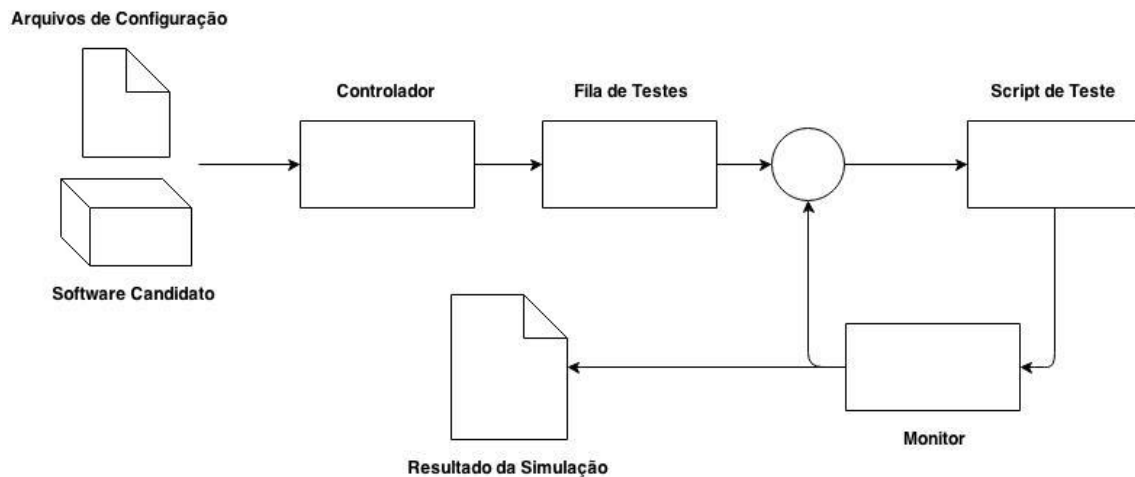 Arquivos de Configuração
Controlador
Fila de Testes
Script de Teste
Software Candidato
Monitor
Resultado da Simulação